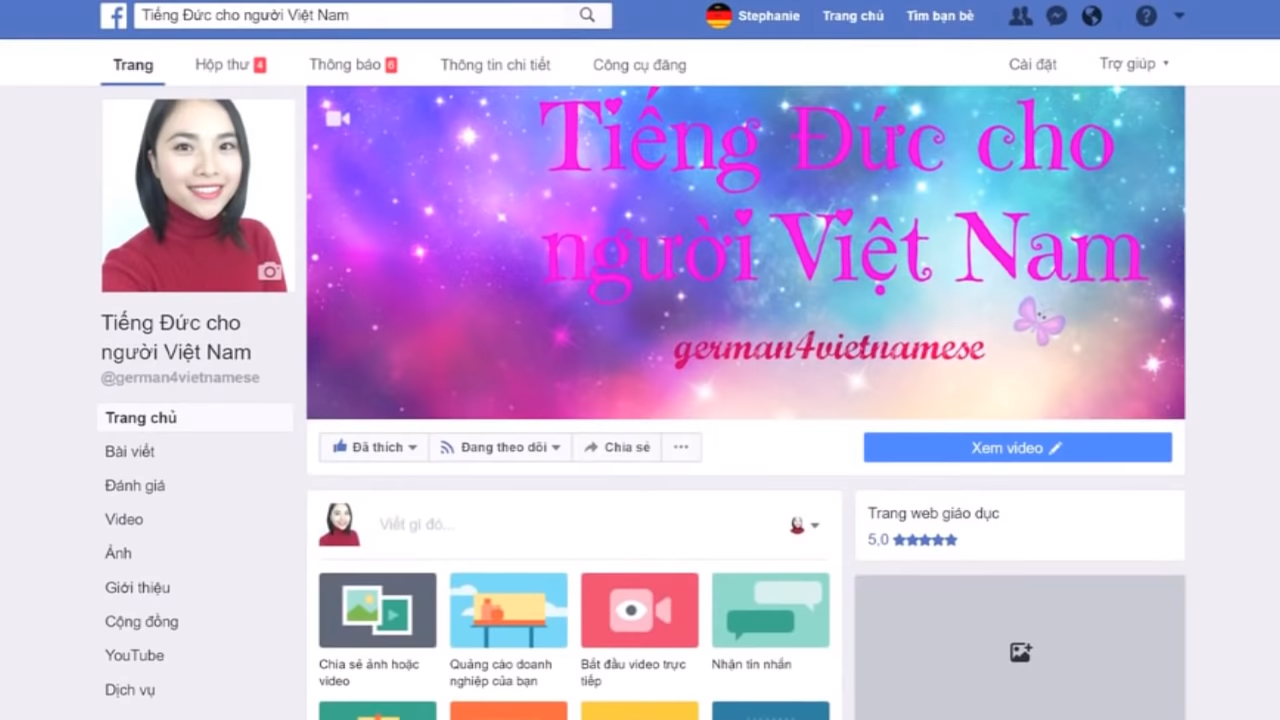 Tiếng Đức cho người Việt Nam
Stephanie
Trang chủ
Tìm bạn bè
Trang
Hộp thư 4
Thông báo 6
Thông tin chi tiết
Công cụ đăng
Cài đặt
Trợ giúp
Tiếng Đức cho
người Việt Nam
german4vietnamese
Tiếng Đức cho
người Việt Nam
@german4vietnamese
Trang chủ
Bài viết
Đánh giá
Video
Ảnh
Giới thiệu
Cộng đồng
YouTube
Dịch vụ
Đã thích
Đang theo dõi
Chia sẻ
Xem video
Viết gì đó...
Chia sẻ ảnh hoặc
video
Quảng cáo doanh
nghiệp của bạn
Bắt đầu video trực
tiếp
Nhận tin nhắn
Trang web giáo dục
5,0